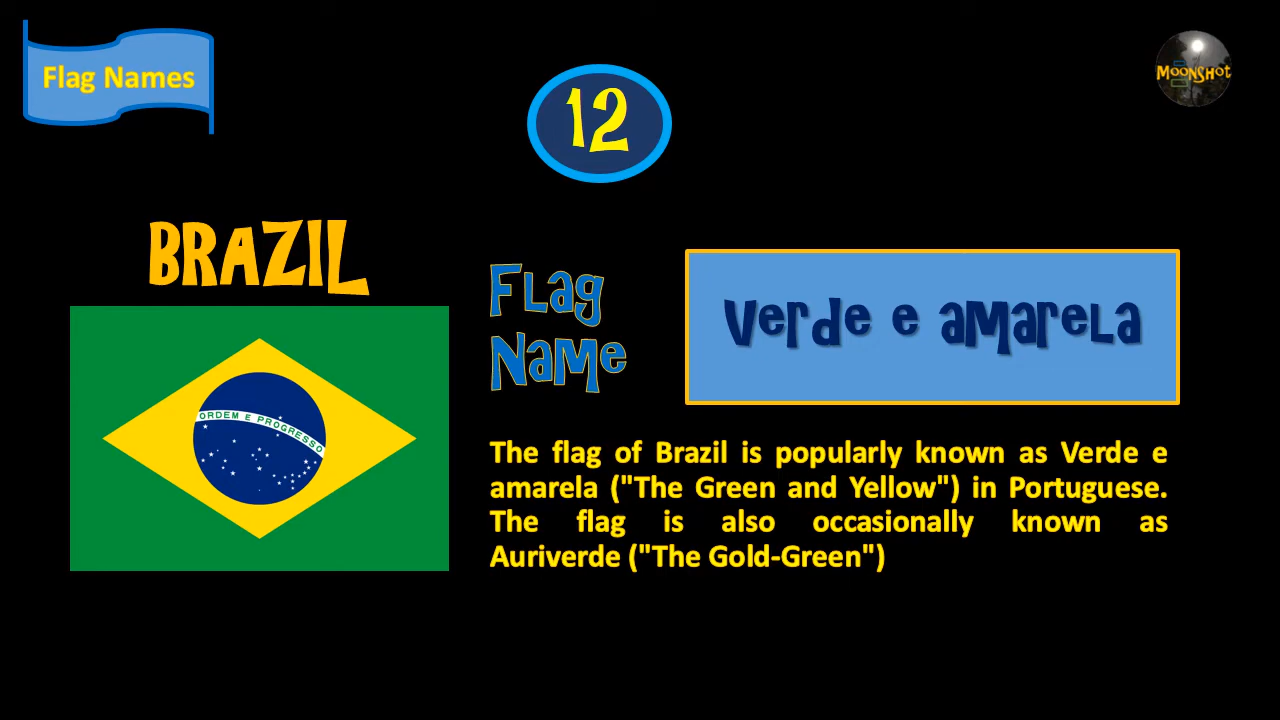 Flag Names
MoonShot
12
BRAZIL
ORDEM E PROGRESSO
Flag
Name
Verde e amarela
The flag of Brazil is popularly known as Verde e
amarela ("The Green and Yellow") in Portuguese.
The flag is also occasionally known as
Auriverde ("The Gold-Green")